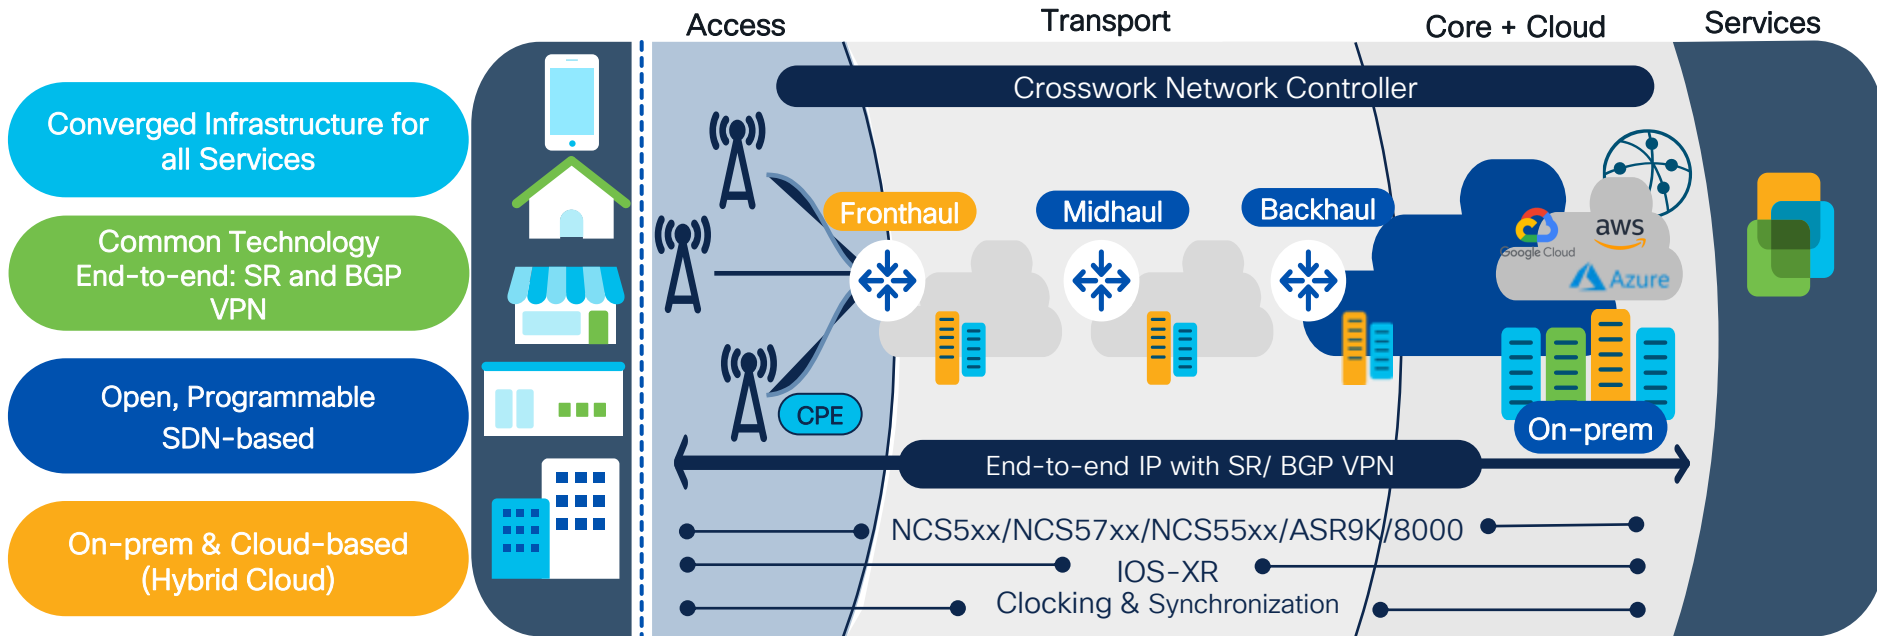 Access
Transport
Core + Cloud
Services
Crosswork Network Controller
Converged Infrastructure for
all Services
Common Technology
End-to-end: SR and BGP
VPN
Open, Programmable
SDN-based
On-prem & Cloud-based
(Hybrid Cloud)
Fronthaul
Midhaul
Backhaul
Google Cloud
aws
Azure
CPE
On-prem
End-to-end IP with SR/ BGP VPN
NCS5xx/NCS57xx/NCS55xx/ASR9K/8000
IOS-XR
Clocking & Synchronization